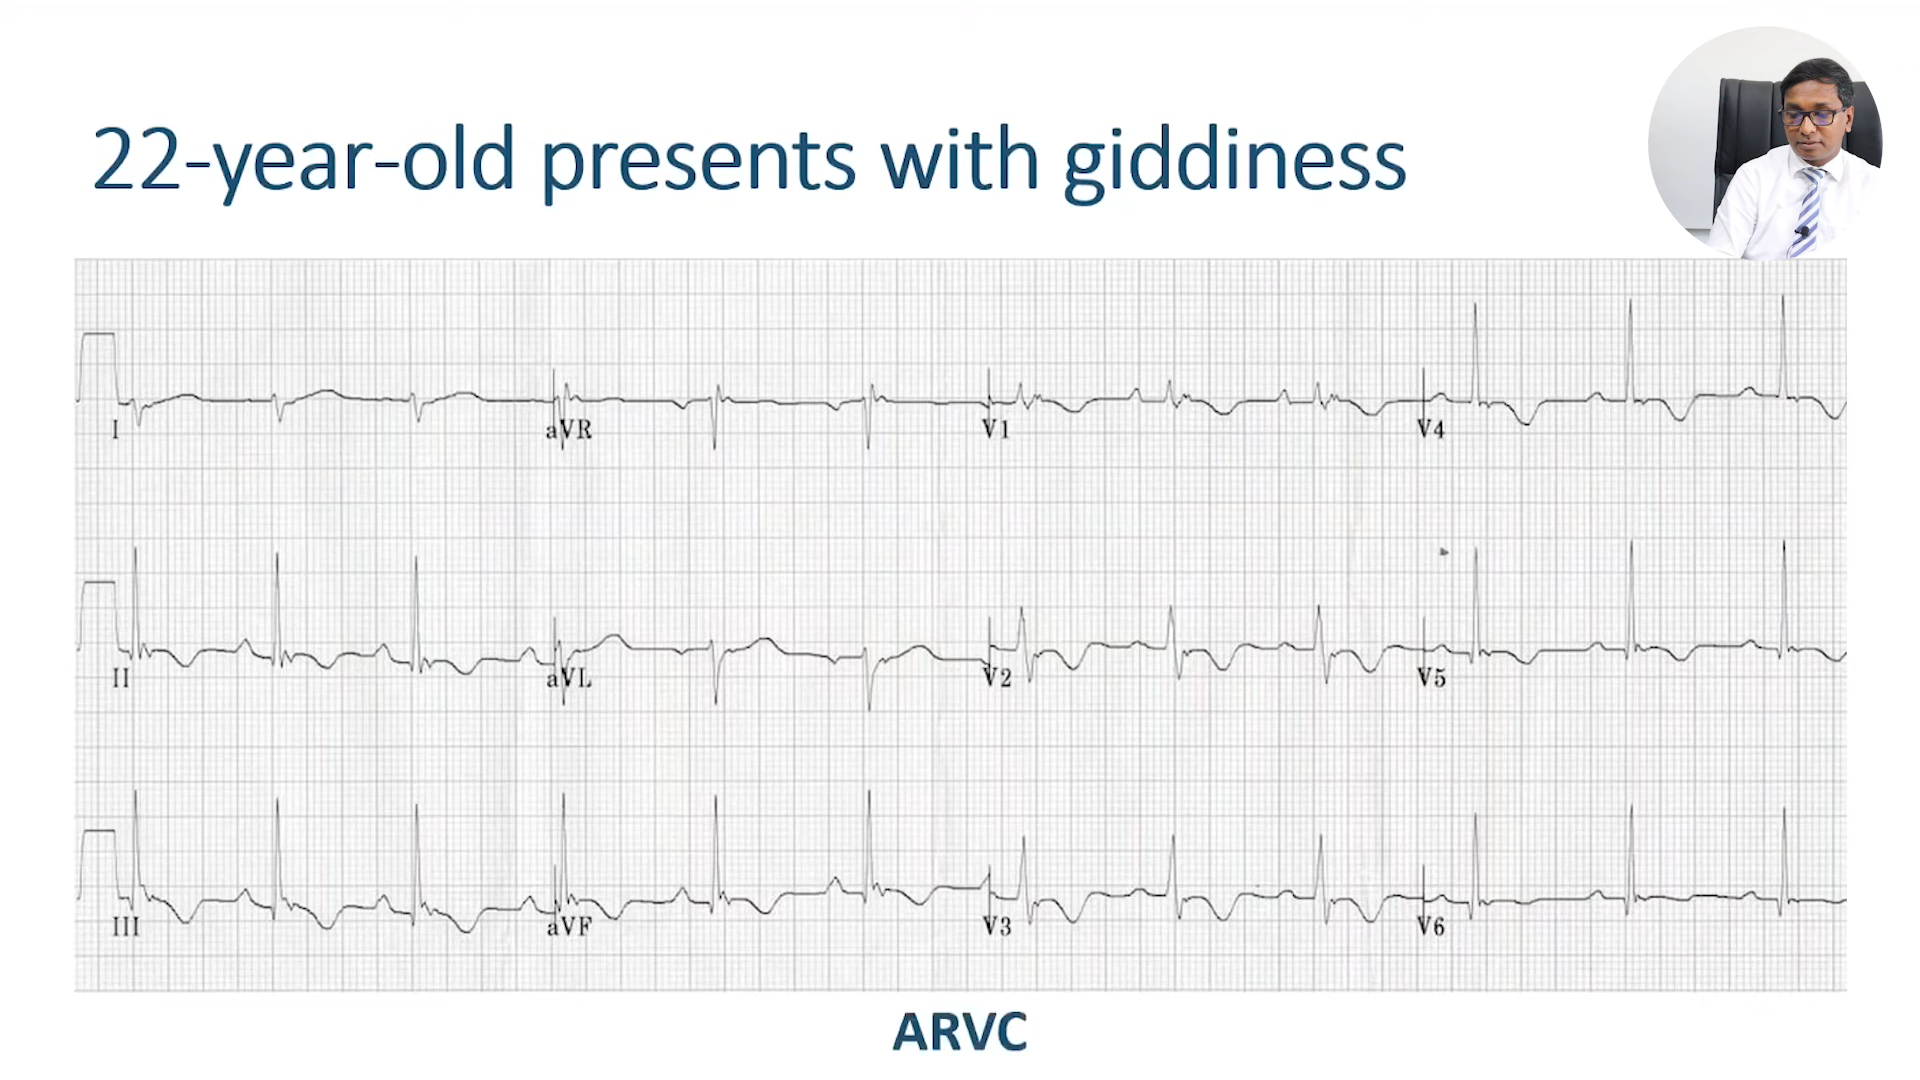 22-year-old presents with giddiness
I aVR V1 V4
II aVL V2 V5
III aVF V3 V6
ARVC